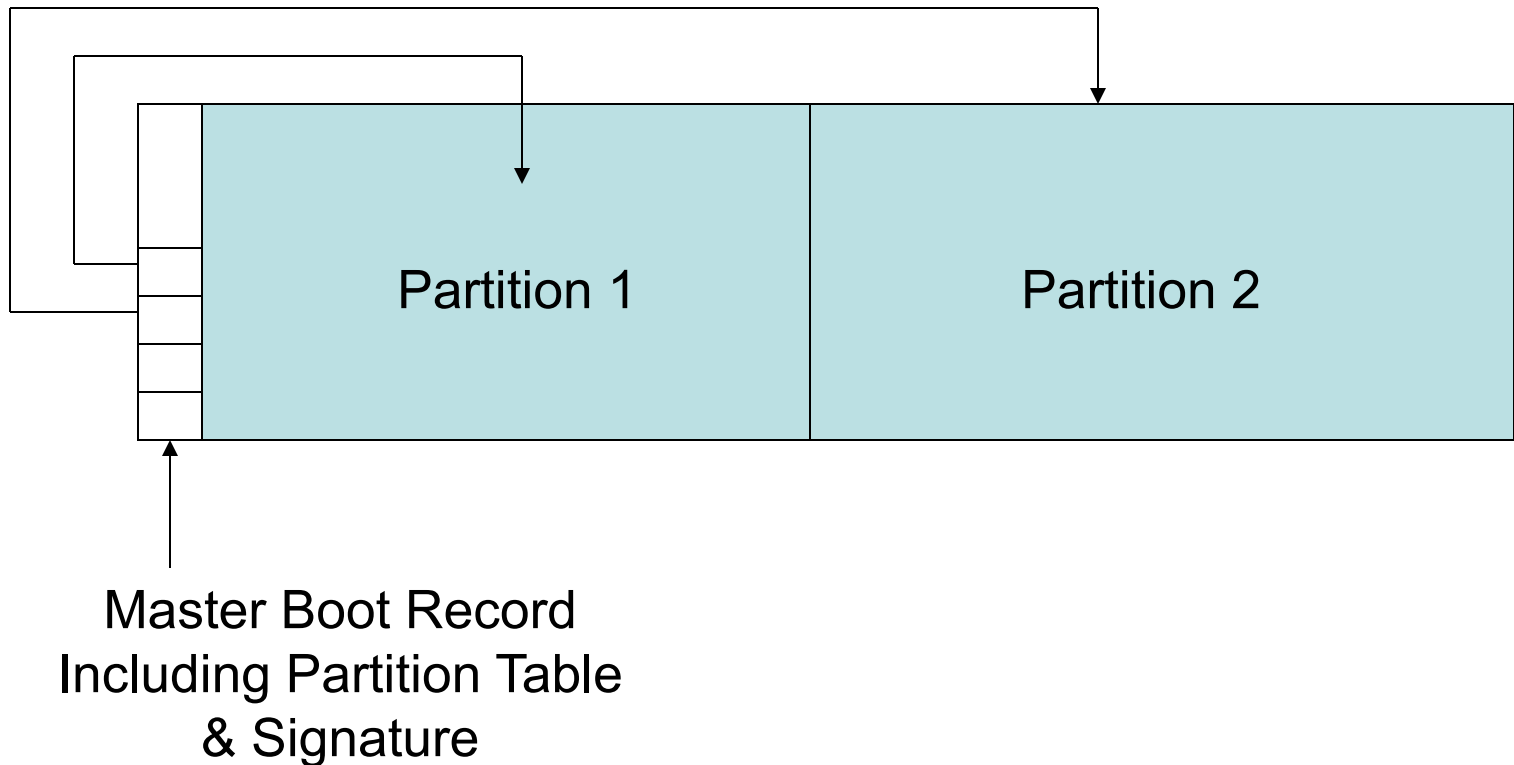 Partition 1
Partition 2
Master Boot Record
Including Partition Table
& Signature